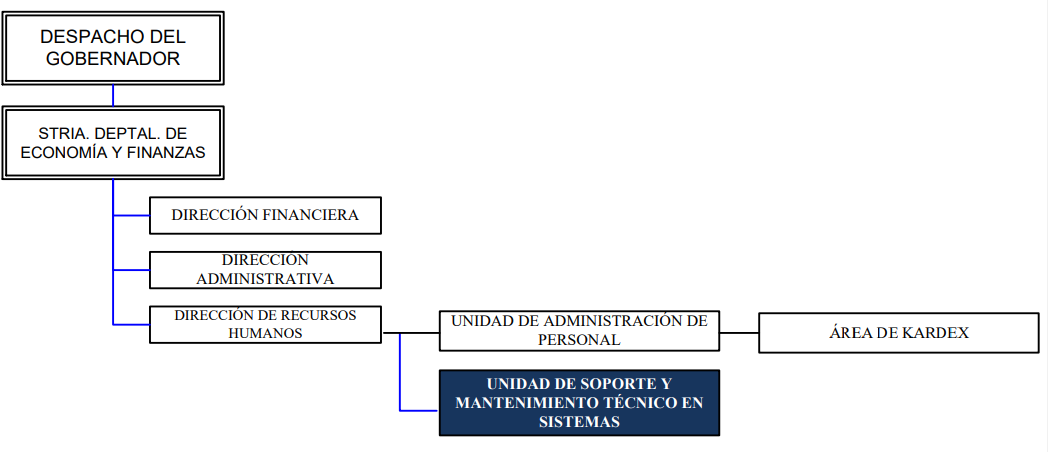 DESPACHO DEL
GOBERNADOR
STRIA. DEPTAL. DE
ECONOMÍA Y FINANZAS
DIRECCIÓN FINANCIERA
DIRECCIÓN
ADMINISTRATIVA
DIRECCIÓN DE RECURSOS
HUMANOS
UNIDAD DE ADMINISTRACIÓN DE
PERSONAL
ÁREA DE KARDEX
UNIDAD DE SOPORTE Y
MANTENIMIENTO TÉCNICO EN
SISTEMAS